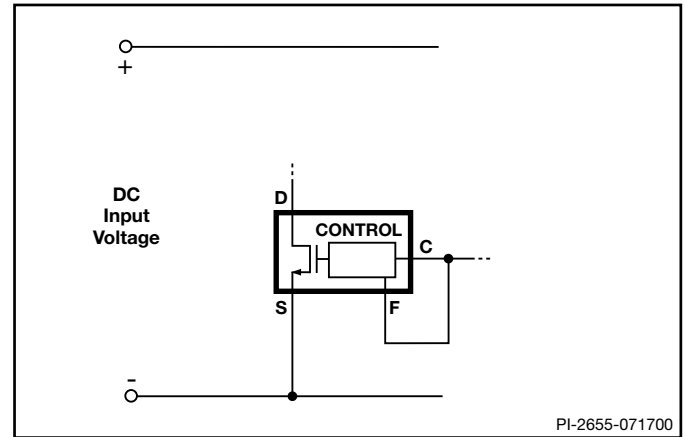 +
DC
Input
Voltage
D
CONTROL
C
S
F
-
PI-2655-071700